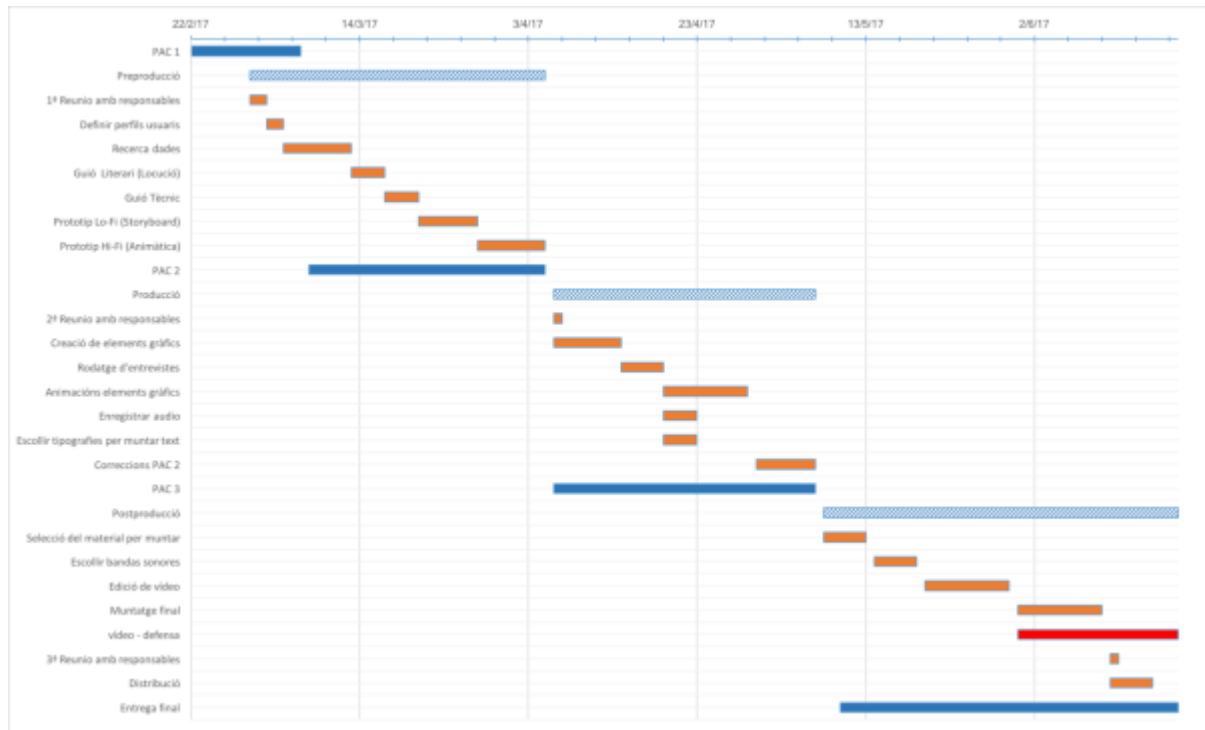 22/2/17 14/3/17 3/4/17 23/4/17 13/5/17 2/6/17
PAC 1
Preproducció
1ª Reunio amb responsables
Definir perfils usuaris
Recerca dades
Guió Literari (Locució)
Guió Tècnic
Prototip Lo-Fi (Storyboard)
Prototip Hi-Fi (Animàtica)
PAC 2
Producció
2ª Reunio amb responsables
Creació de elements gràfics
Rodatge d'entrevistes
Animacións elements gràfics
Enregistrar audio
Escollir tipografies per muntar text
Correccions PAC 2
PAC 3
Postproducció
Selecció del material per muntar
Escollir bandas sonores
Edició de video
Muntatge final
video - defensa
3ª Reunio amb responsables
Distribució
Entrega final